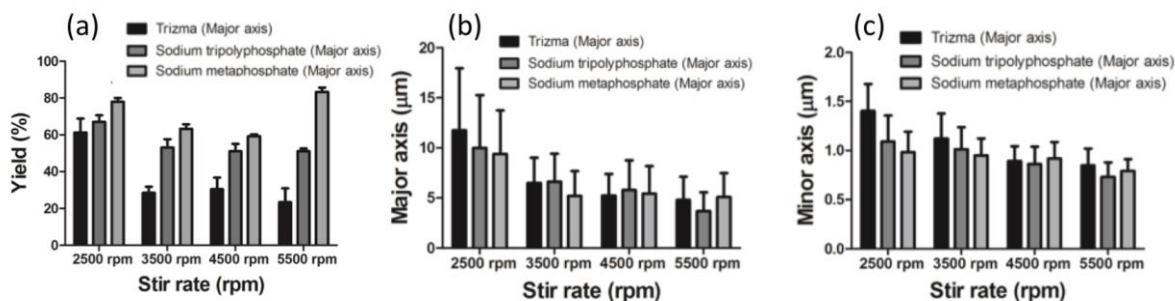 (a)
Trizma (Major axis)
Sodium tripolyphosphate (Major axis)
Sodium metaphosphate (Major axis)
Yield (%)
100
80
60
40
20
0
2500 rpm 3500 rpm 4500 rpm 5500 rpm
Stir rate (rpm)
(b)
Trizma (Major axis)
Sodium tripolyphosphate (Major axis)
Sodium metaphosphate (Major axis)
Major axis (μm)
20
15
10
5
0
2500 rpm 3500 rpm 4500 rpm 5500 rpm
Stir rate (rpm)
(c)
Trizma (Major axis)
Sodium tripolyphosphate (Major axis)
Sodium metaphosphate (Major axis)
Minor axis (μm)
2.0
1.5
1.0
0.5
0.0
2500 rpm 3500 rpm 4500 rpm 5500 rpm
Stir rate (rpm)